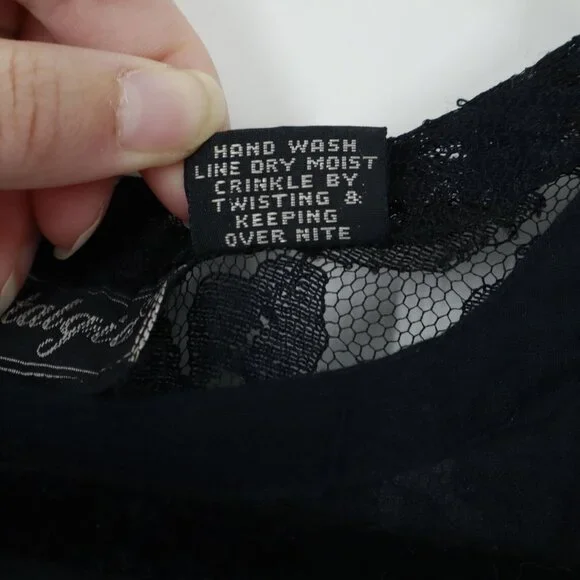 HAND WASH
LINE DRY MOIST
CRINKLE BY
TWISTING &
KEEPING
OVER NITE